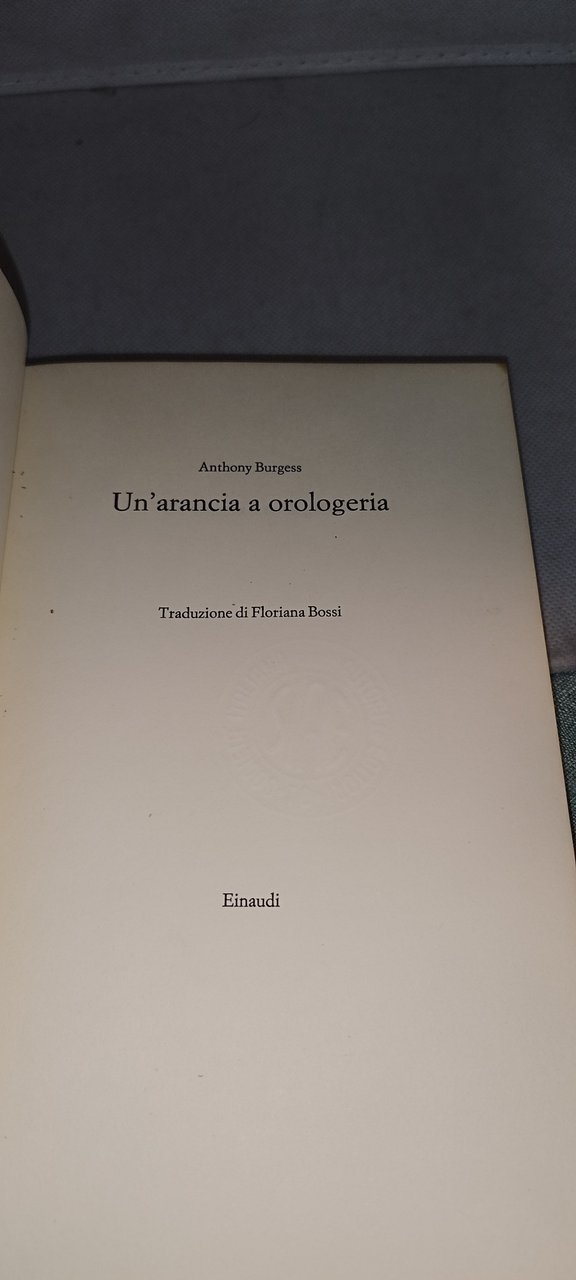 Anthony Burgess
Un'arancia a orologeria
Traduzione di Floriana Bossi
Einaudi